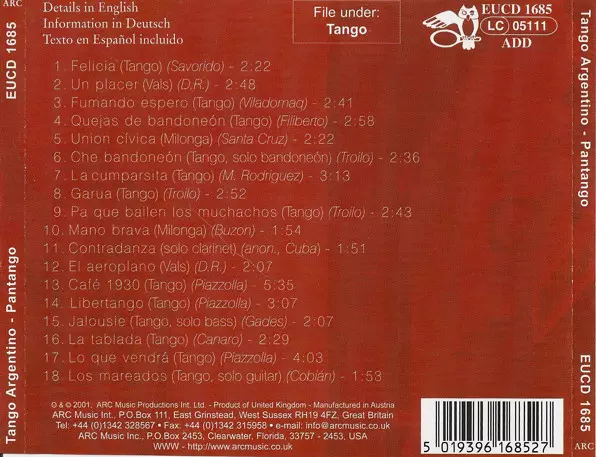 ARC
EUCD 1685
Tango Argentino - Pantango
Details in English
Information in Deutsch
Texto en Español incluido
File under:
Tango
EUCD 1685
LC 05111
ADD
1. Felicia (Tango) (Savorido) - 2:22
2. Un placer (Vals) (D.R.) - 2:48
3. Fumando espero (Tango) (Viladomaq) - 2:41
4. Quejas de bandoneón (Tango) (Filiberto) - 2:58
5. Union cívica (Milonga) (Santa Cruz) - 2:22
6. Che bandoneón (Tango, solo bandoneón) (Troilo) - 2:36
7. La cumparsita (Tango) (M. Rodriguez) - 3:13
8. Garua (Tango) (Troilo) - 2:52
9. Pa que bailen los muchachos (Tango) (Troilo) - 2:43
10. Mano brava (Milonga) (Buzon) - 1:54
11. Contradanza (solo clarinet) (anon., Cuba) - 1:51
12. El aeroplano (Vals) (D.R.) - 2:07
13. Café 1930 (Tango) (Piazzolla) - 5:35
14. Libertango (Tango) (Piazzolla) - 3:07
15. Jalousie (Tango, solo bass) (Gades) - 2:07
16. La tablada (Tango) (Canaro) - 2:29
17. Lo que vendrá (Tango) (Piazzolla) - 4:03
18. Los mareados (Tango, solo guitar) (Cobián) - 1:53
℗ & © 2001, ARC Music Productions Int. Ltd. - Product of United Kingdom - Manufactured in Austria
ARC Music Int., P.O.Box 111, East Grinstead, West Sussex RH19 4FZ, Great Britain
Tel: +44 (0)1342 328567 - Fax: +44 (0)1342 315958 - e-mail: info@arcmusic.co.uk
ARC Music Inc., P.O.Box 2453, Clearwater, Florida, 33757 - 2453, USA
WWW - http://www.arcmusic.co.uk
5 019396 168527
Tango Argentino - Pantango
EUCD 1685
ARC